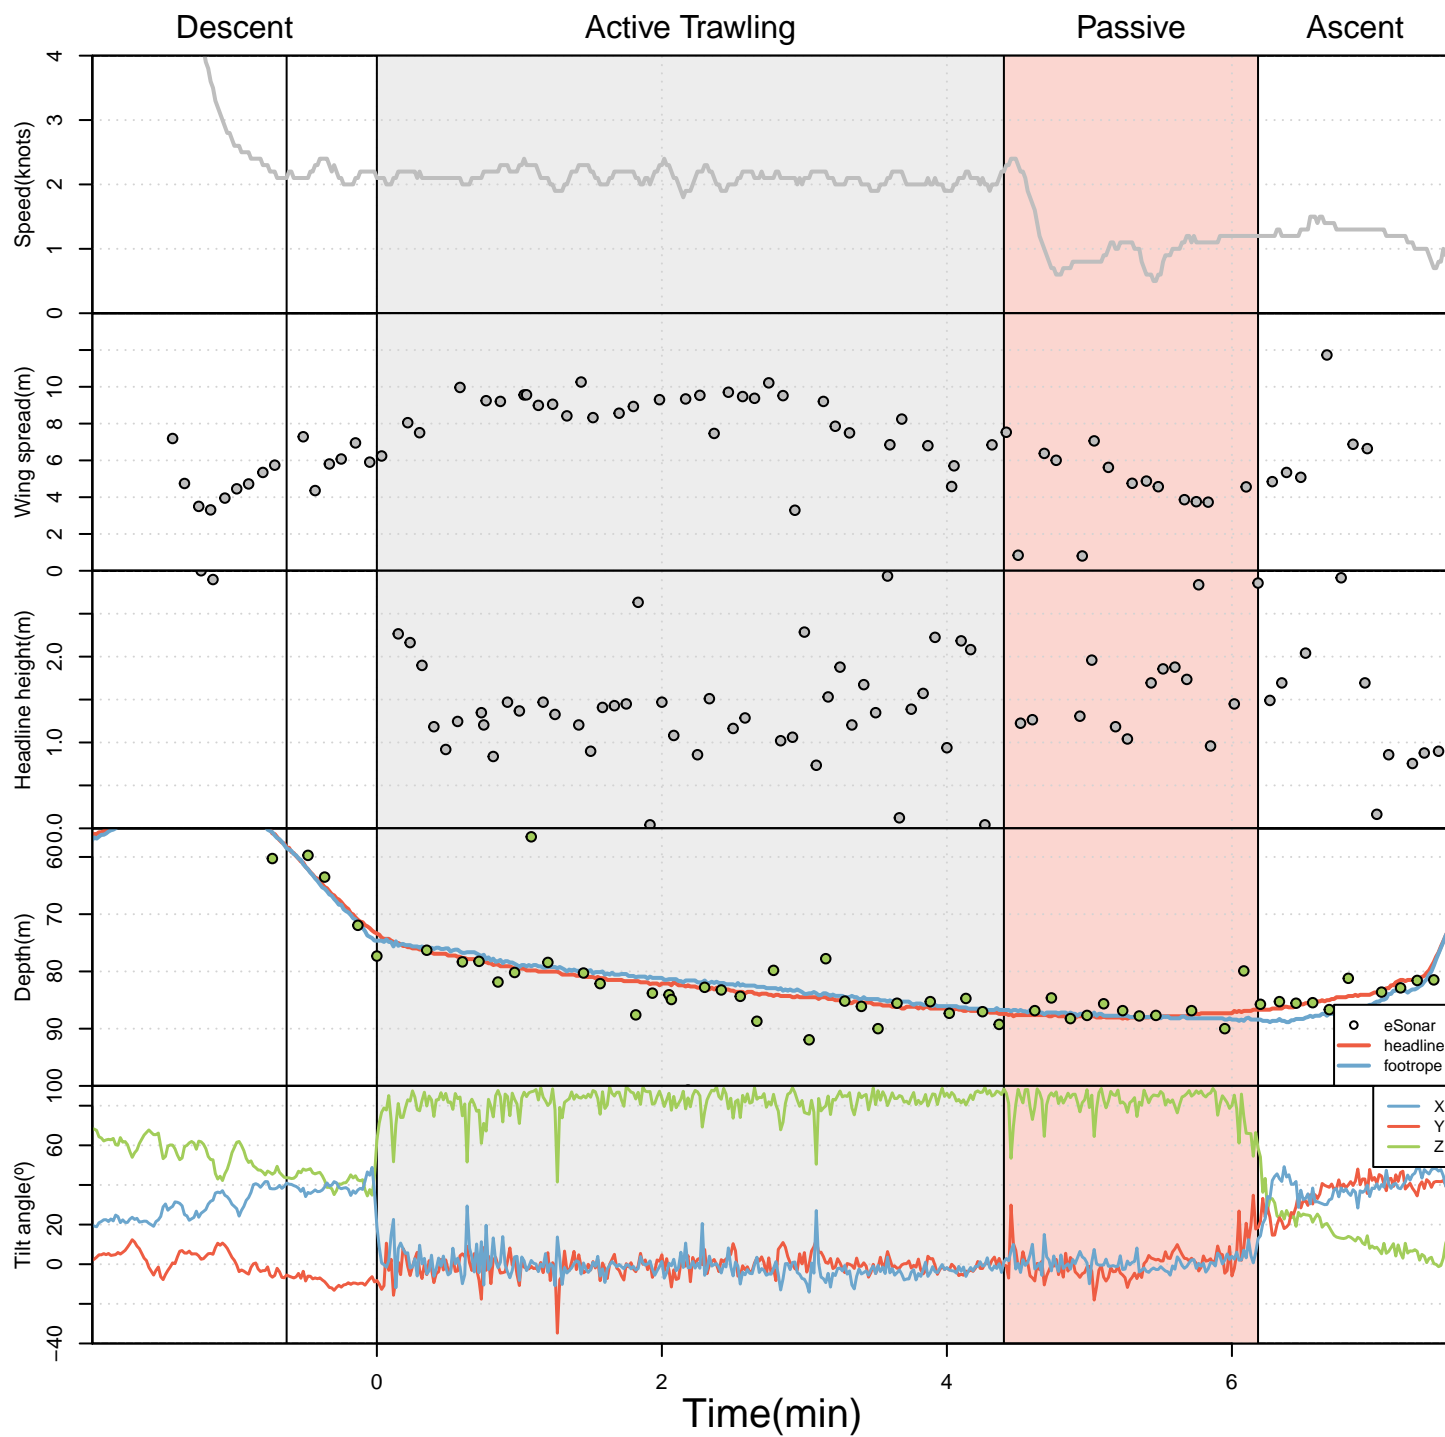 Descent Active Trawling Passive Ascent
Speed(knots)
4
3
2
1
0
Wing spread(m)
10
8
6
4
2
0
Headline height(m)
2.0
1.0
0.0
Depth(m)
60
70
80
90
100
eSonar
headline
footrope
Tilt angle(º)
60
20
0
−40
X
Y
Z
0 2 4 6
Time(min)